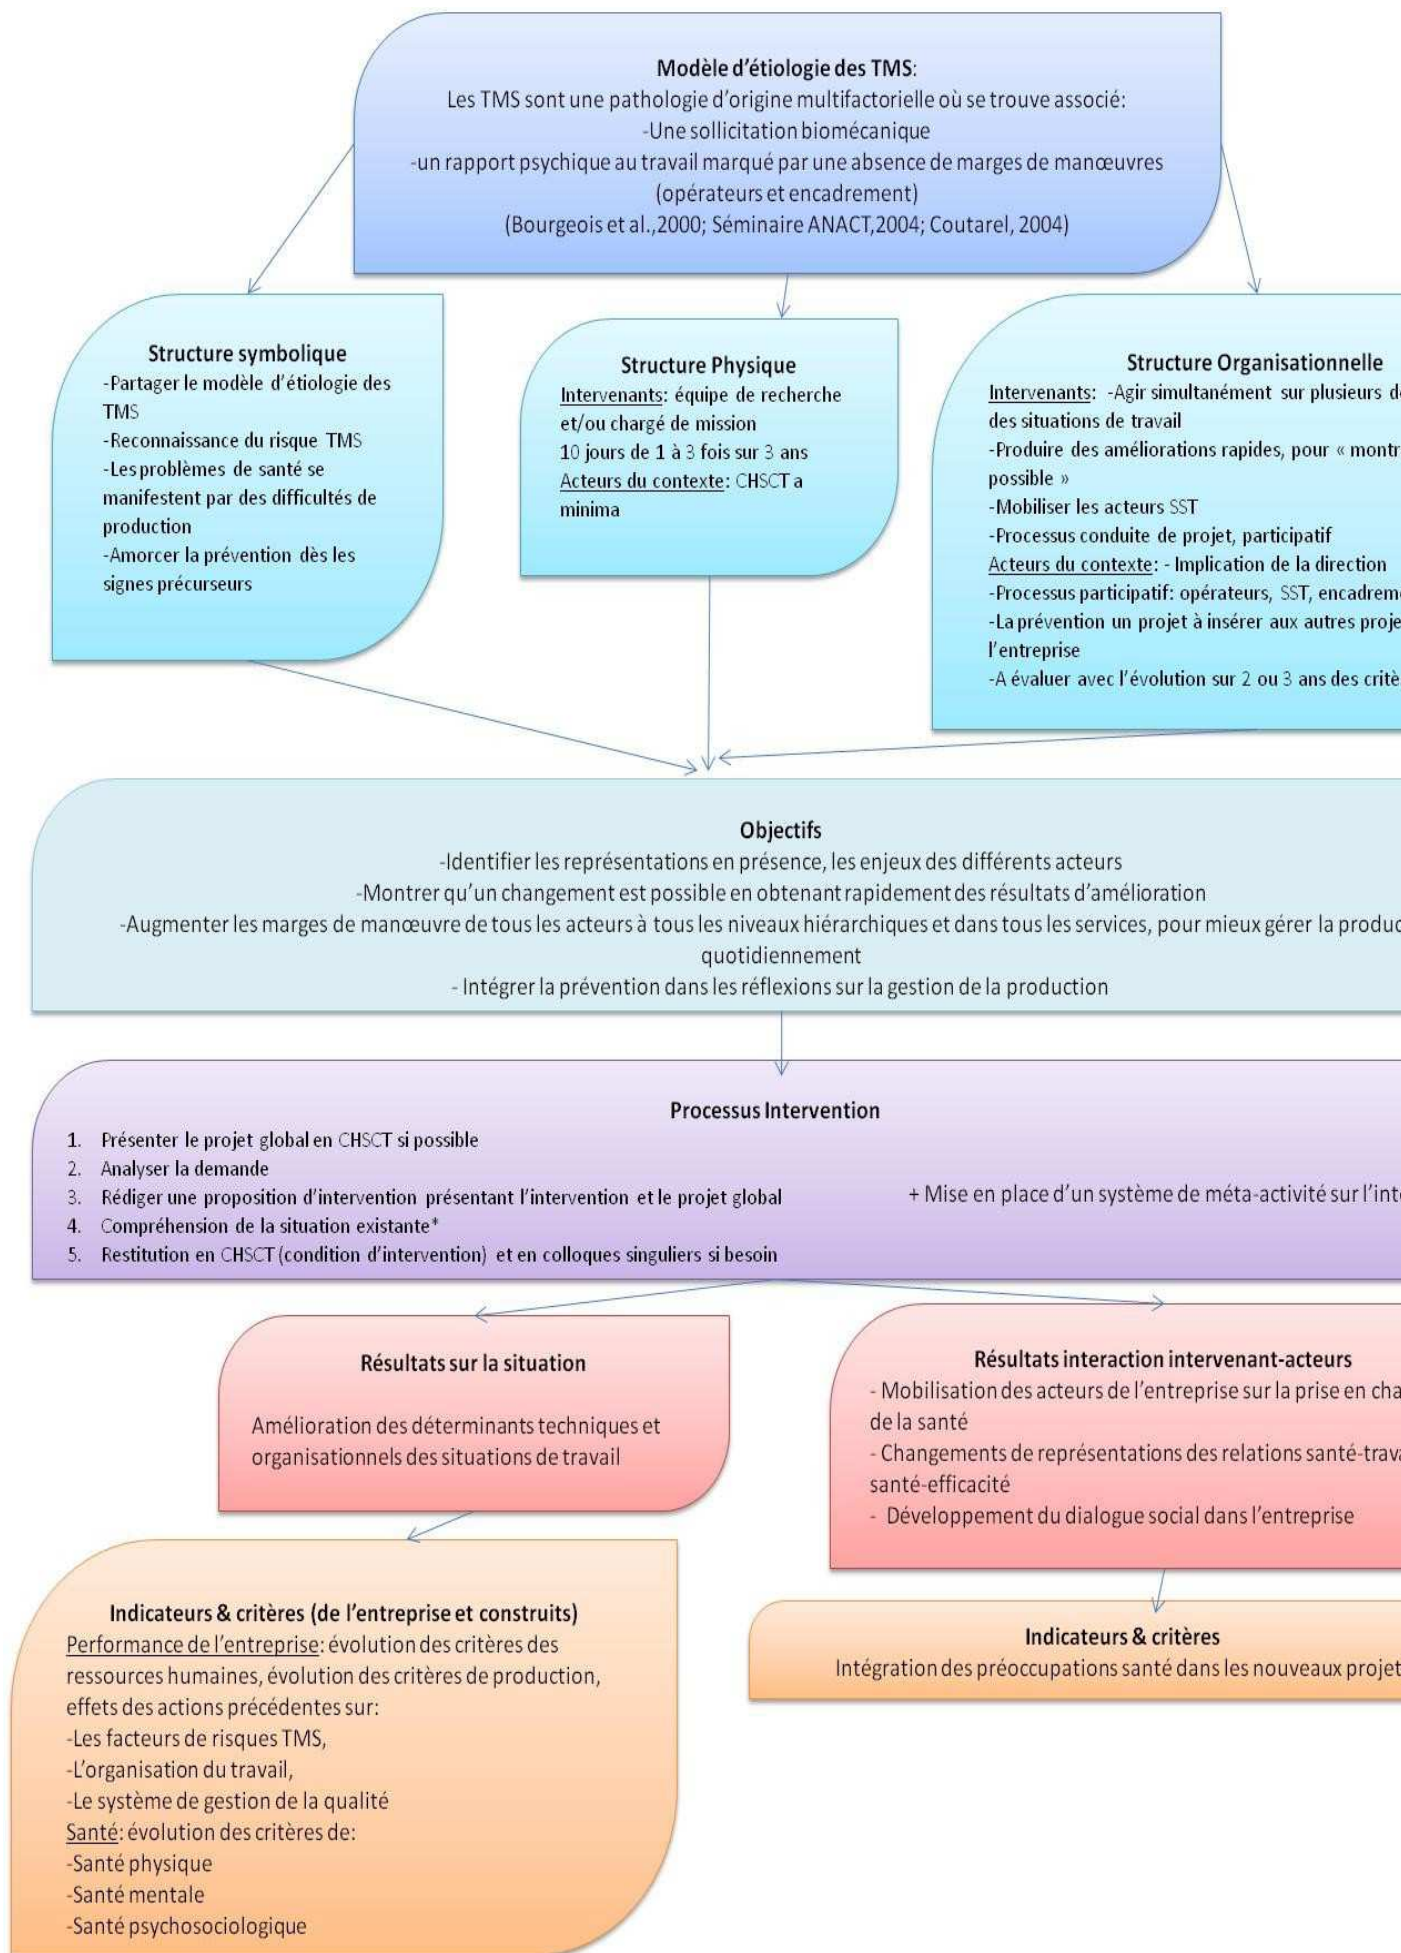 Modèle d'étiologie des TMS:
Les TMS sont une pathologie d'origine multifactorielle où se trouve associé:
-Une sollicitation biomécanique
-un rapport psychique au travail marqué par une absence de marges de manœuvres
(opérateurs et encadrement)
(Bourgeois et al.,2000; Séminaire ANACT,2004; Coutarel, 2004)
Structure symbolique
-Partager le modèle d'étiologie des
TMS
-Reconnaissance du risque TMS
-Les problèmes de santé se
manifestent par des difficultés de
production
-Amorcer la prévention dès les
signes précurseurs
Structure Physique
Intervenants: équipe de recherche
et/ou chargé de mission
10 jours de 1 à 3 fois sur 3 ans
Acteurs du contexte: CHSCT a
minima
Structure Organisationnelle
Intervenants: -Agir simultanément sur plusieurs
des situations de travail
-Produire des améliorations rapides, pour «
possible »
-Mobiliser les acteurs SST
-Processus conduite de projet, participatif
Acteurs du contexte: - Implication de la direction
-Processus participatif: opérateurs, SST,
-La prévention un projet à insérer aux autres
l'entreprise
-A évaluer avec l'évolution sur 2 ou 3 ans des
Objectifs
-Identifier les représentations en présence, les enjeux des différents acteurs
-Montrer qu'un changement est possible en obtenant rapidement des résultats d'amélioration
-Augmenter les marges de manœuvre de tous les acteurs à tous les niveaux hiérarchiques et dans tous les services, pour mieux gérer la
quotidiennement
- Intégrer la prévention dans les réflexions sur la gestion de la production
Processus Intervention
1. Présenter le projet global en CHSCT si possible
2. Analyser la demande
3. Rédiger une proposition d'intervention présentant l'intervention et le projet global
4. Compréhension de la situation existante*
5. Restitution en CHSCT (condition d'intervention) et en colloques singuliers si besoin
+ Mise en place d'un système de méta-activité sur
Résultats sur la situation
Amélioration des déterminants techniques et
organisationnels des situations de travail
Résultats interaction intervenant-acteurs
- Mobilisation des acteurs de l'entreprise sur la prise en
de la santé
- Changements de représentations des relations
santé-efficacité
- Développement du dialogue social dans l'entreprise
Indicateurs & critères (de l'entreprise et construits)
Performance de l'entreprise: évolution des critères des
ressources humaines, évolution des critères de production,
effets des actions précédentes sur:
-Les facteurs de risques TMS,
-L'organisation du travail,
-Le système de gestion de la qualité
Santé: évolution des critères de:
-Santé physique
-Santé mentale
-Santé psychosociologique
Indicateurs & critères
Intégration des préoccupations santé dans les nouveaux projet